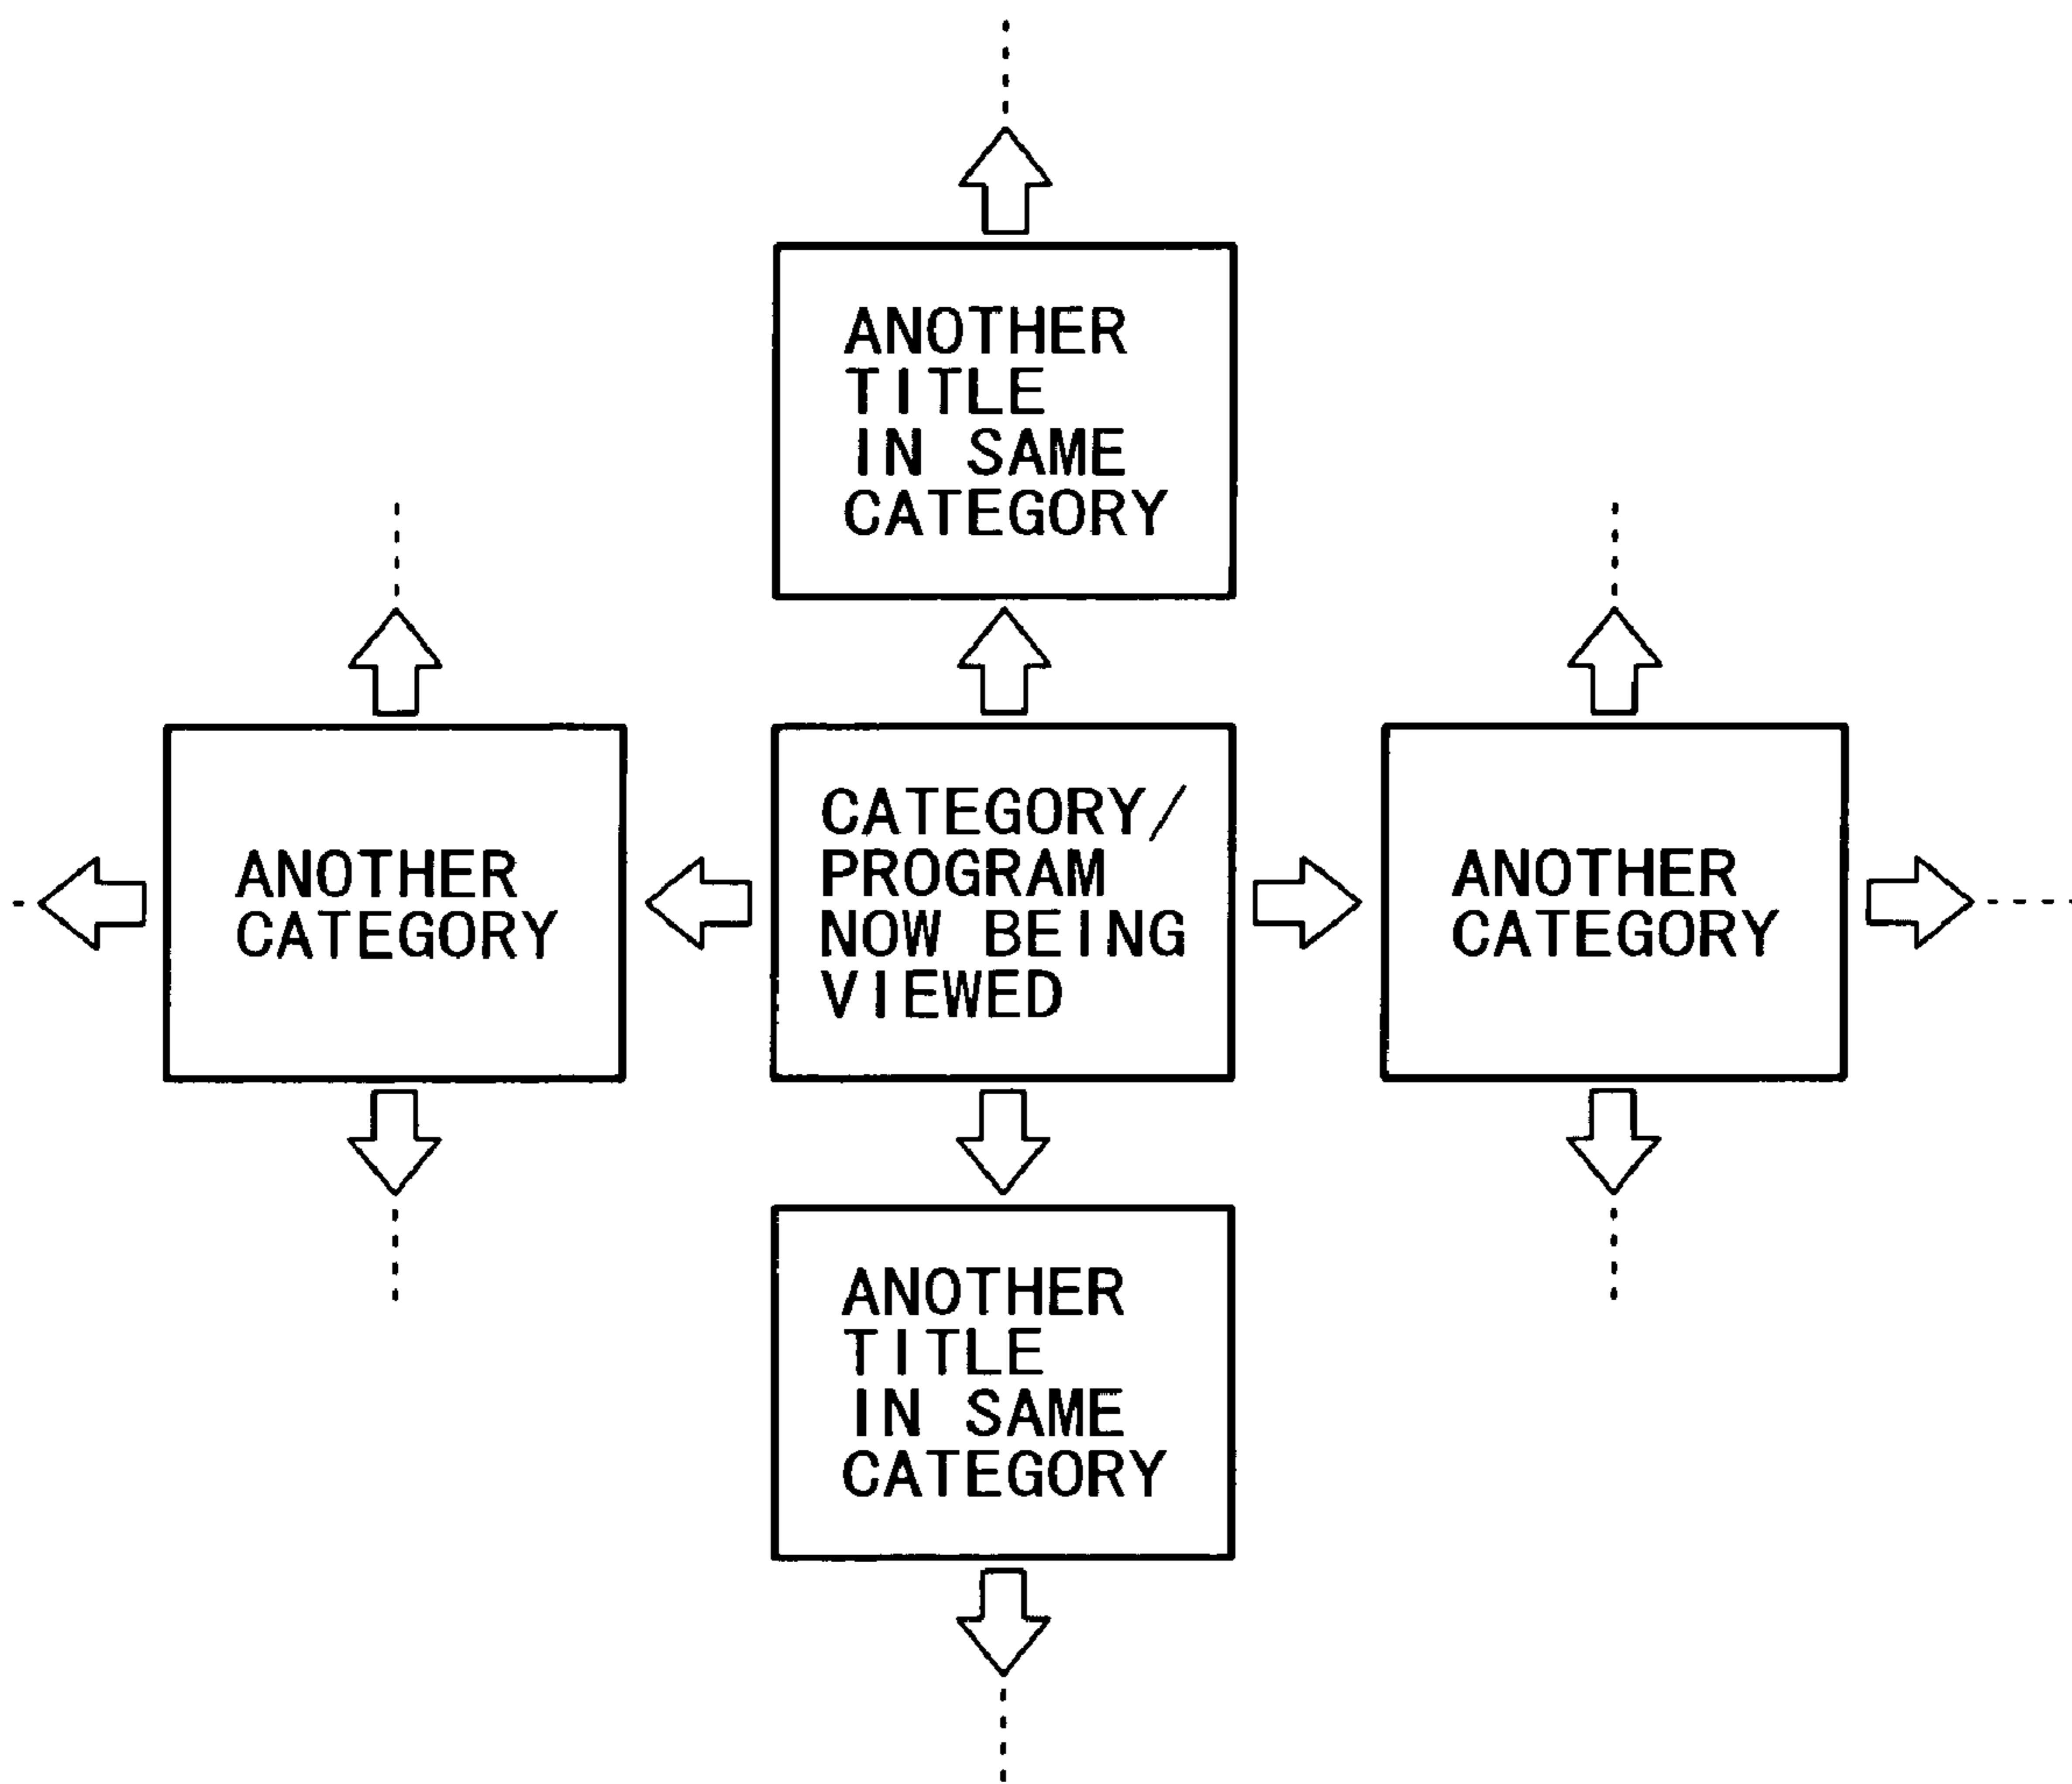 ANOTHER
TITLE
IN SAME
CATEGORY
ANOTHER
CATEGORY
CATEGORY/
PROGRAM
NOW BEING
VIEWED
ANOTHER
CATEGORY
ANOTHER
TITLE
IN SAME
CATEGORY